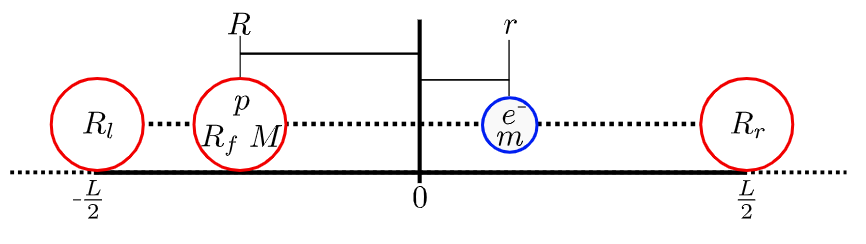 R r
p e⁻
R_l R_f M m R_r
-L/2 0 L/2